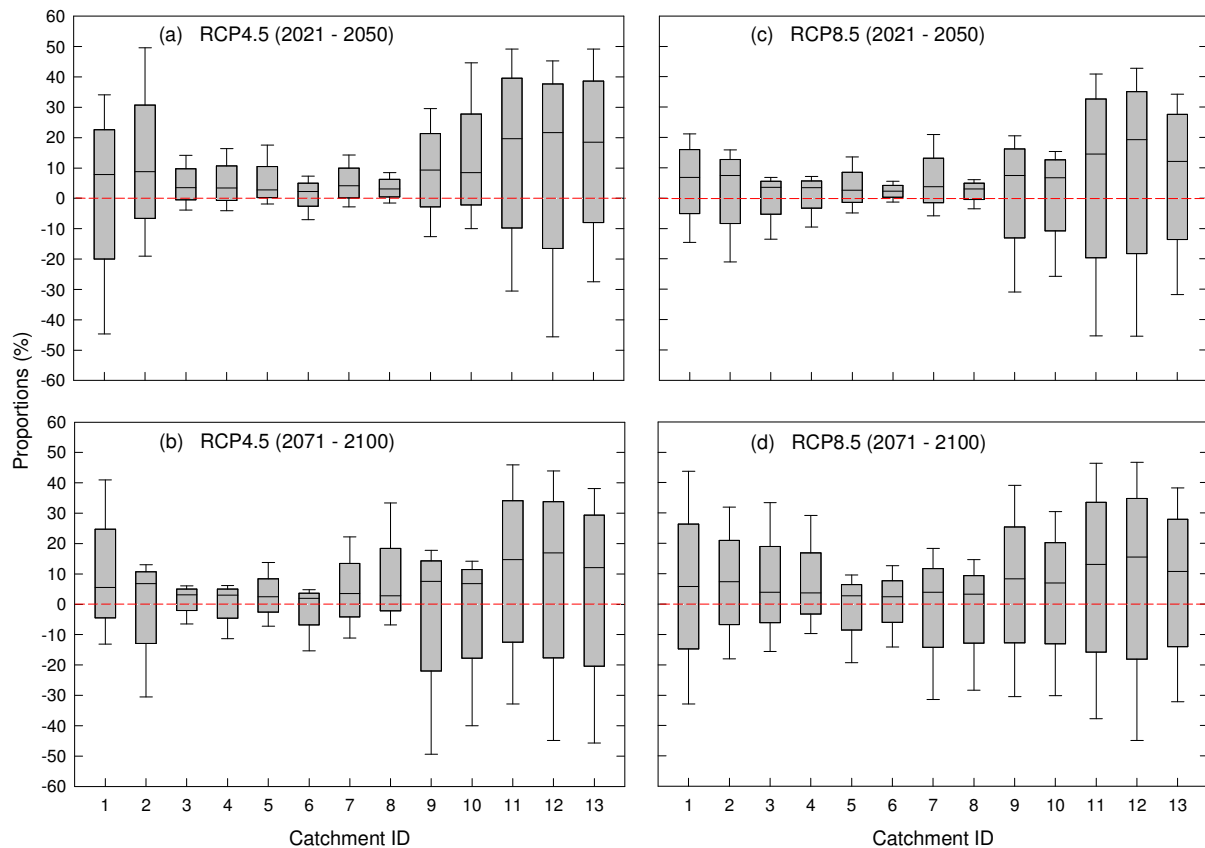 (a) RCP4.5 (2021 - 2050)
60
50
40
30
20
10
0
-10
-20
-30
-40
-50
-60
(c) RCP8.5 (2021 - 2050)
Proportions (%)
(b) RCP4.5 (2071 - 2100)
60
50
40
30
20
10
0
-10
-20
-30
-40
-50
-60
1 2 3 4 5 6 7 8 9 10 11 12 13
Catchment ID
(d) RCP8.5 (2071 - 2100)
1 2 3 4 5 6 7 8 9 10 11 12 13
Catchment ID